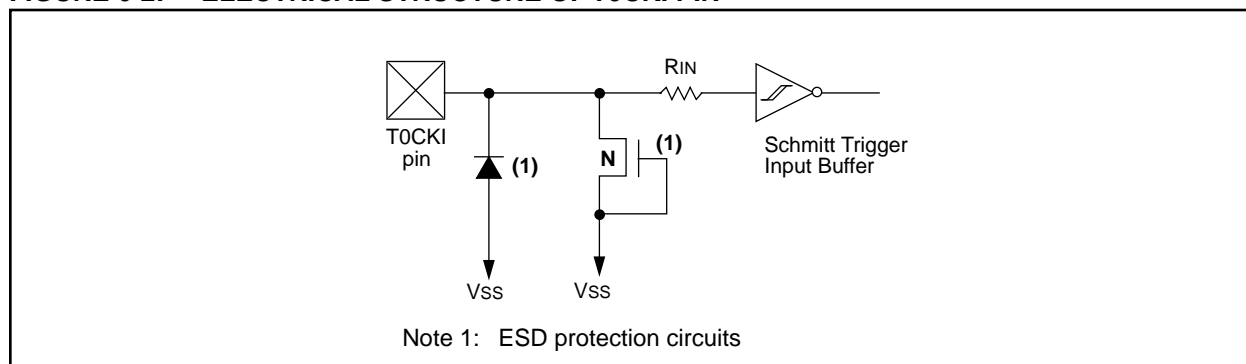 RIN
T0CKI
pin
(1)
N
(1)
Schmitt Trigger
Input Buffer
VSS
VSS
Note 1: ESD protection circuits